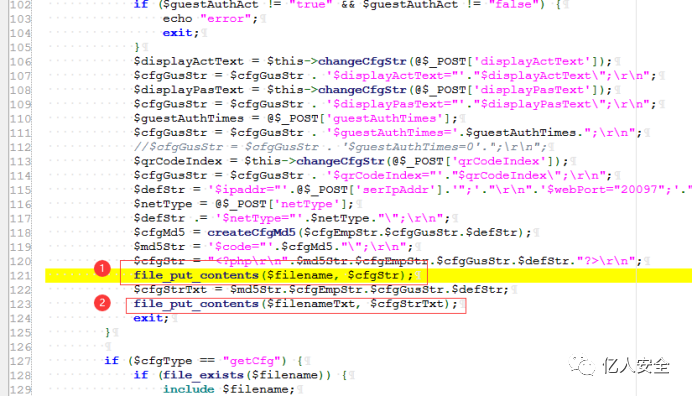 102 if ($guestAuthAct != "true" && $guestAuthAct != "false") {
103 echo "error";
104 exit;
105 }
106 $displayActText = $this->changeCfgStr(@$_POST['displayActText']);
107 $cfgGusStr = $cfgGusStr . '$displayActText="'."$displayActText\";\r\n";
108 $displayPasText = $this->changeCfgStr(@$_POST['displayPasText']);
109 $cfgGusStr = $cfgGusStr . '$displayPasText="'."$displayPasText\";\r\n";
110 $guestAuthTimes = @$_POST['guestAuthTimes'];
111 $cfgGusStr = $cfgGusStr . '$guestAuthTimes='.$guestAuthTimes.";\r\n";
112 //$cfgGusStr = $cfgGusStr . '$guestAuthTimes=0'.";\r\n";
113 $qrCodeIndex = $this->changeCfgStr(@$_POST['qrCodeIndex']);
114 $cfgGusStr = $cfgGusStr . '$qrCodeIndex="'."$qrCodeIndex\";\r\n";
115 $defStr = '$ipaddr="'.@$_POST['serIpAddr'].'";'."\r\n".'$webPort="20097";'."
116 $netType = @$_POST['netType'];
117 $defStr .= '$netType="'.$netType."\";\r\n";
118 $cfgMd5 = createCfgMd5($cfgEmpStr.$cfgGusStr.$defStr);
119 $md5Str = '$code="'.$cfgMd5."\";\r\n";
120 $cfgStr = "<?php\r\n".$md5Str.$cfgEmpStr.$cfgGusStr.$defStr."?>\r\n";
1 121 file_put_contents($filename, $cfgStr);
122 $cfgStrTxt = $md5Str.$cfgEmpStr.$cfgGusStr.$defStr;
2 123 file_put_contents($filenameTxt, $cfgStrTxt);
124 exit;
125 }
126
127 if ($cfgType == "getCfg") {
128 if (file_exists($filename)) {
129 include $filename;
亿人安全